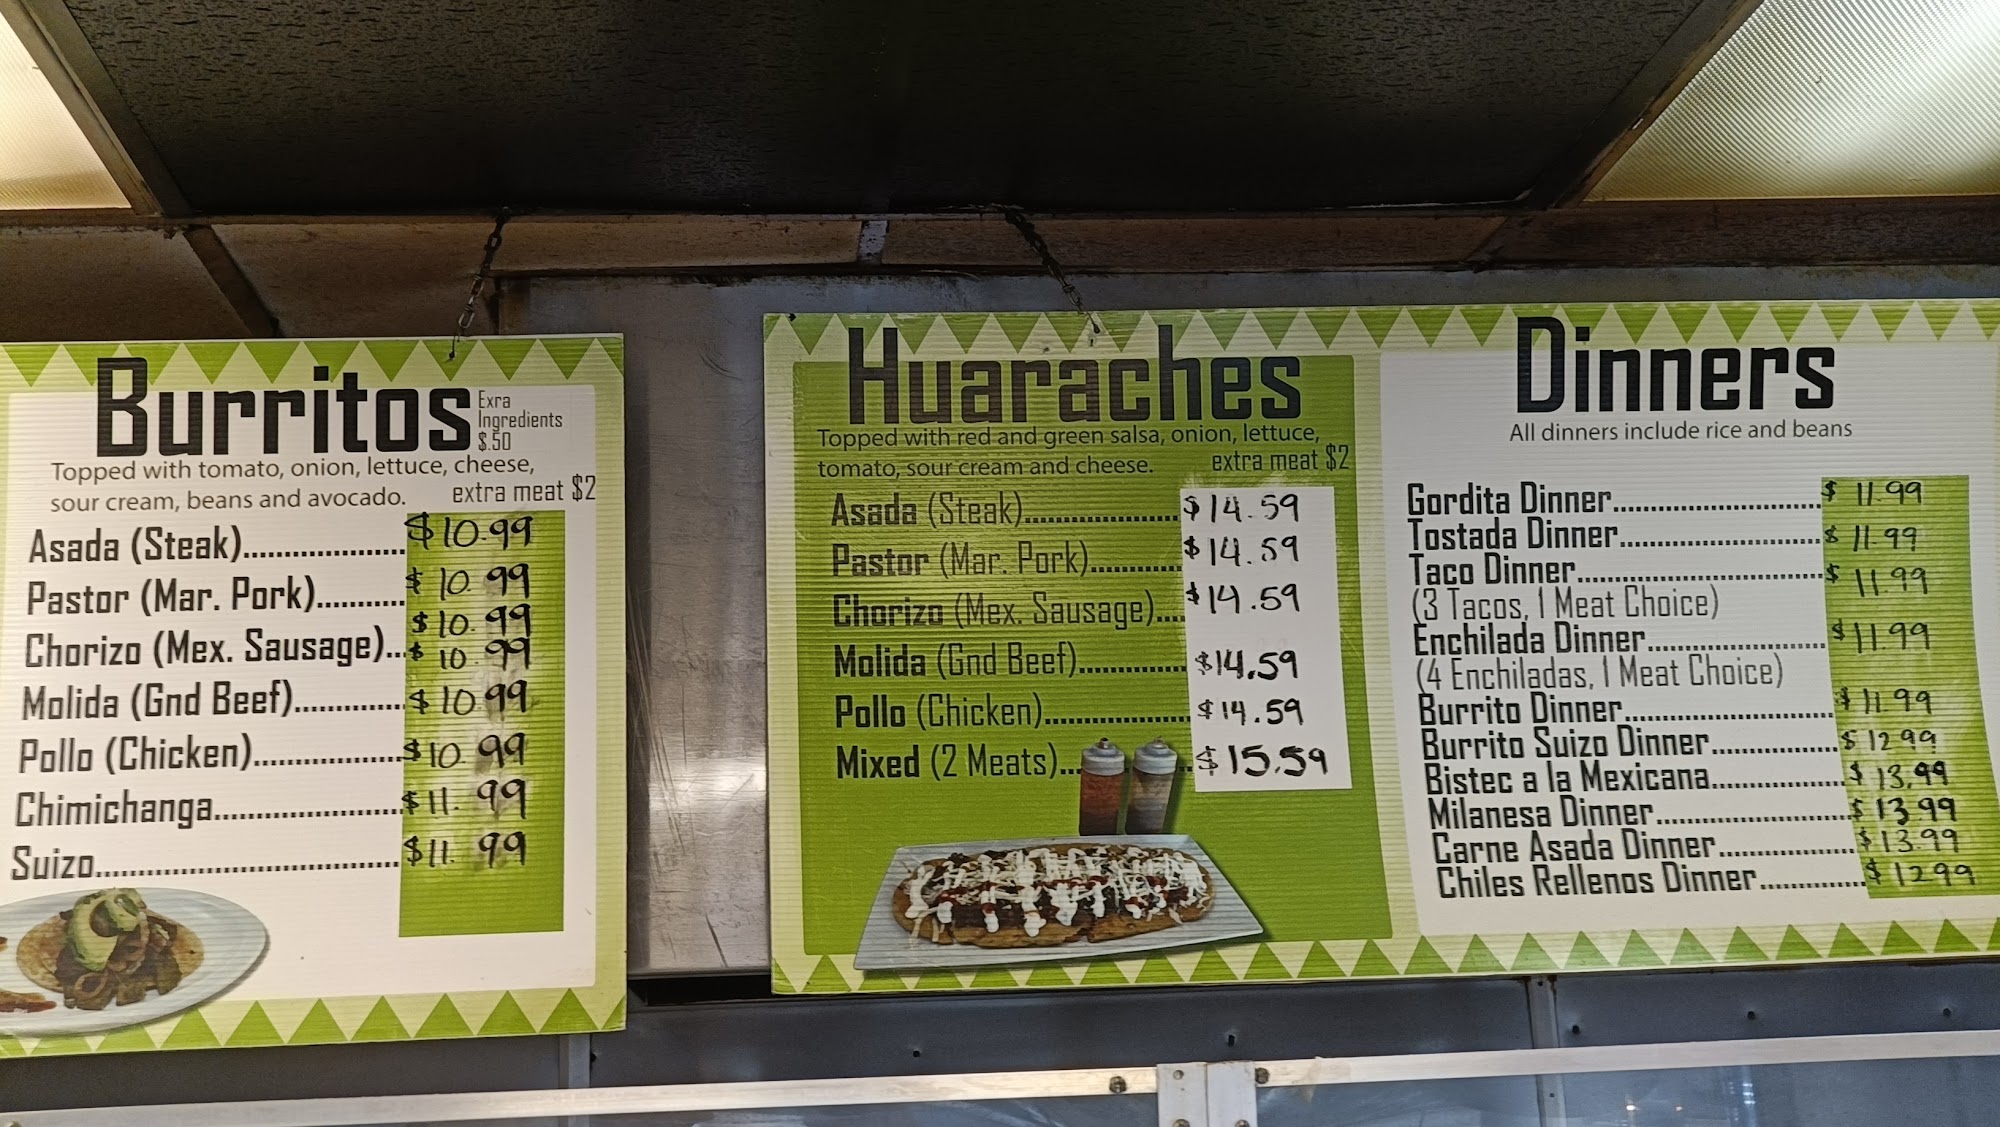 Burritos
Exra
Ingredients
$.50
Topped with tomato, onion, lettuce, cheese,
sour cream, beans and avocado. extra meat $2
Asada (Steak)....................$10.99
Pastor (Mar. Pork)...........$10.99
Chorizo (Mex. Sausage)...$10.99
$10.99
Molida (Gnd Beef).............$10.99
Pollo (Chicken)..................$10.99
Chimichanga.......................$11.99
Suizo.....................................$11.99
Huaraches
Topped with red and green salsa, onion, lettuce,
tomato, sour cream and cheese. extra meat $2
Asada (Steak)....................$14.59
Pastor (Mar. Pork)............$14.59
Chorizo (Mex. Sausage)....$14.59
Molida (Gnd Beef)..............$14.59
Pollo (Chicken)...................$14.59
Mixed (2 Meats)......$15.59
Dinners
All dinners include rice and beans
Gordita Dinner............................$11.99
Tostada Dinner...........................$11.99
Taco Dinner.................................$11.99
(3 Tacos, 1 Meat Choice)
Enchilada Dinner........................$11.99
(4 Enchiladas, 1 Meat Choice)
Burrito Dinner............................$11.99
Burrito Suizo Dinner.................$12.99
Bistec a la Mexicana..................$13.99
Milanesa Dinner..........................$13.99
Carne Asada Dinner..................$13.99
Chiles Rellenos Dinner..............$12.99